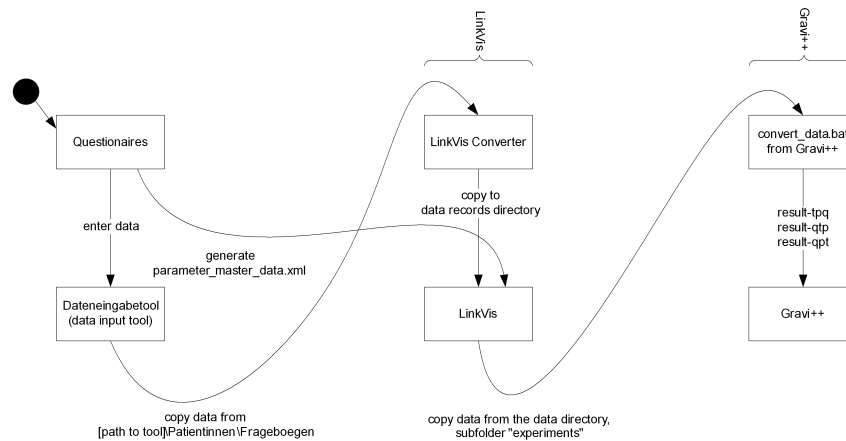 LinkVis
Gravi++
Questionaires
LinkVis Converter
convert_data.bat
from Gravi++
enter data
copy to
data records directory
generate
parameter_master_data.xml
result-tpq
result-qtp
result-qpt
Dateneingabetool
(data input tool)
LinkVis
Gravi++
copy data from
[path to tool]\Patientinnen\Frageboegen
copy data from the data directory,
subfolder "experiments"